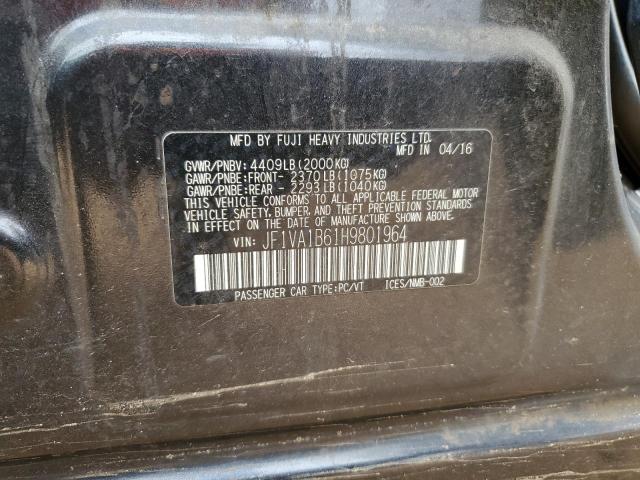 MFD BY FUJI HEAVY INDUSTRIES LTD.
MFD IN 04/16
GVWR/PNBV: 4409LB(2000KG)
GAWR/PNBE:FRONT- 2370LB(1075KG)
GAWR/PNBE:REAR - 2293LB(1040KG)
THIS VEHICLE CONFORMS TO ALL APPLICABLE FEDERAL MOTOR
VEHICLE SAFETY, BUMPER, AND THEFT PREVENTION STANDARDS
IN EFFECT ON THE DATE OF MANUFACTURE SHOWN ABOVE.
VIN: JF1VA1B61H9801964
PASSENGER CAR TYPE:PC/VT ICES/NMB-002